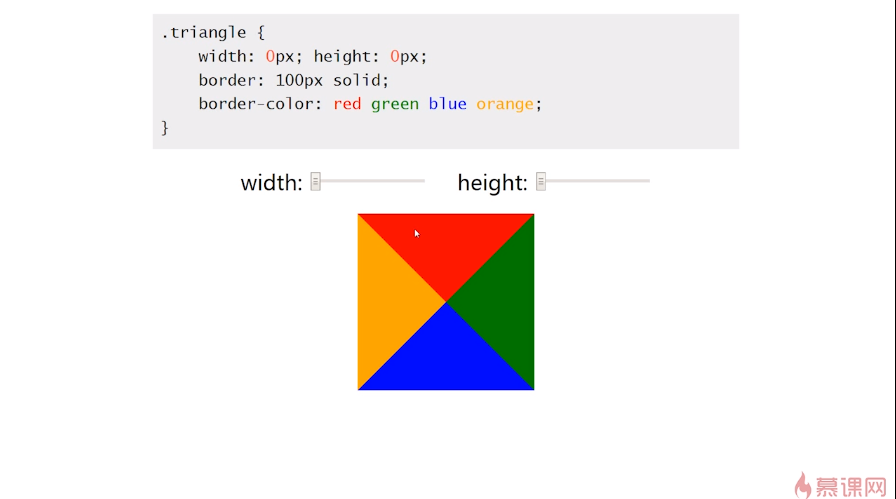 .triangle {
width: 0px; height: 0px;
border: 100px solid;
border-color: red green blue orange;
}
width: height:
慕课网